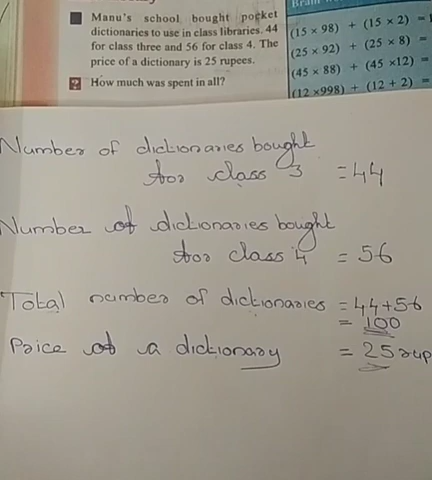 Manu's school bought pocket
dictionaries to use in class libraries. 44
for class three and 56 for class 4. The
price of a dictionary is 25 rupees.
How much was spent in all?
(15 × 98) + (15 × 2) =
(25 × 92) + (25 × 8) =
(45 × 88) + (45 ×12) =
(12 ×998) + (12 + 2) =
Number of dictionaries bought
for class 3 = 44
Number of dictionaries bought
for class 4 = 56
Total number of dictionaries = 44+56
= 100
Price of a dictionary = 25 rup